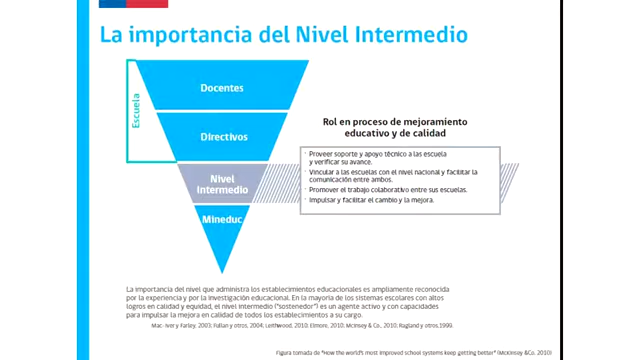 La importancia del Nivel Intermedio
Escuela
Docentes
Directivos
Nivel
Intermedio
Mineduc
Rol en proceso de mejoramiento
educativo y de calidad
· Proveer soporte y apoyo técnico a las escuela
y verificar su avance.
· Vincular a las escuelas con el nivel nacional y facilitar la
comunicación entre ambos.
· Promover el trabajo colaborativo entre sus escuelas.
· Impulsar y facilitar el cambio y la mejora.
La importancia del nivel que administra los establecimientos educacionales es ampliamente reconocida
por la experiencia y por la investigación educacional. En la mayoría de los sistemas escolares con altos
logros en calidad y equidad, el nivel intermedio ("sostenedor") es un agente activo y con capacidades
para impulsar la mejora en calidad de todos los establecimientos a su cargo.
Mac-Iver y Farley, 2003; Fullan y otros, 2004; Leithwood, 2010; Elmore, 2010; McKinsey & Co., 2010; Ragland y otros,1999.
Figura tomada de "How the world's most improved school systems keep getting better" (McKinsey &Co. 2010)